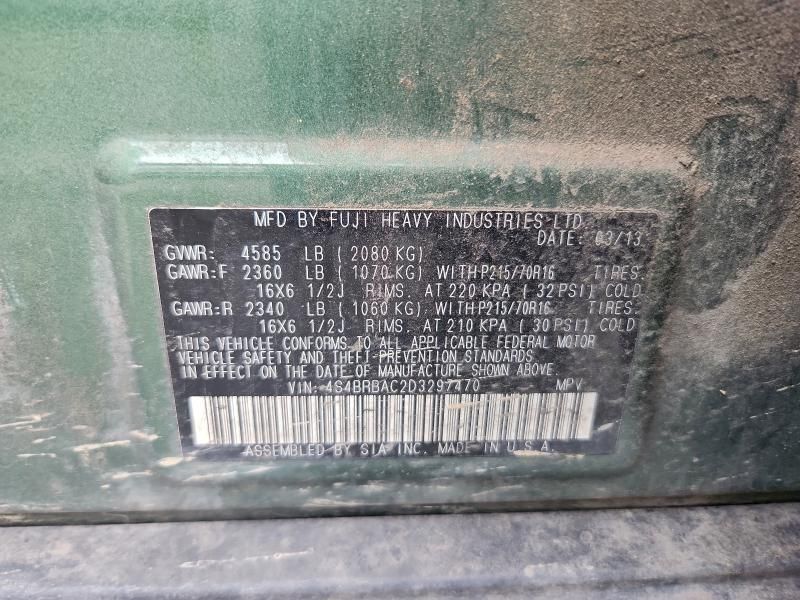 MFD BY FUJI HEAVY INDUSTRIES LTD.
DATE: 03/13
GVWR: 4585 LB ( 2080 KG)
GAWR:F 2360 LB ( 1070 KG) WITH P215/70R16 TIRES.
16X6 1/2J RIMS. AT 220 KPA ( 32 PSI) COLD
GAWR:R 2340 LB ( 1060 KG) WITH P215/70R16 TIRES.
16X6 1/2J RIMS. AT 210 KPA ( 30 PSI) COLD
THIS VEHICLE CONFORMS TO ALL APPLICABLE FEDERAL MOTOR
VEHICLE SAFETY AND THEFT-PREVENTION STANDARDS
IN EFFECT ON THE DATE OF MANUFACTURE SHOWN ABOVE.
VIN: 4S4BRBAC2D3297470 MPV
ASSEMBLED BY SIA INC. MADE IN U.S.A.